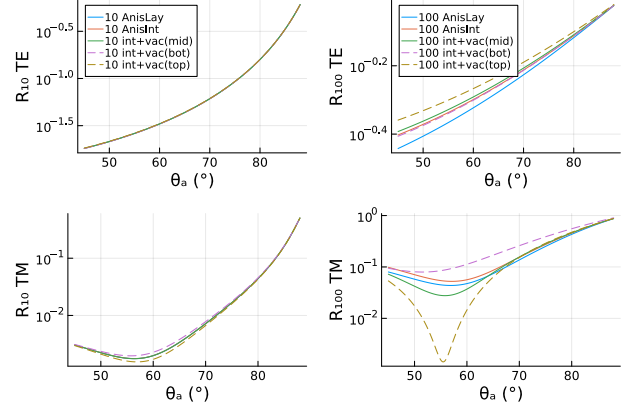 R₁₀ TE
10⁻⁰·⁵
10⁻¹·⁰
10⁻¹·⁵
10 AnisLay
10 AnisInt
10 int+vac(mid)
10 int+vac(bot)
10 int+vac(top)
50 60 70 80
θₐ (°)
R₁₀₀ TE
10⁻⁰·²
10⁻⁰·⁴
100 AnisLay
100 AnisInt
100 int+vac(mid)
100 int+vac(bot)
100 int+vac(top)
50 60 70 80
θₐ (°)
R₁₀ TM
10⁻¹
10⁻²
50 60 70 80
θₐ (°)
R₁₀₀ TM
10⁰
10⁻¹
10⁻²
50 60 70 80
θₐ (°)